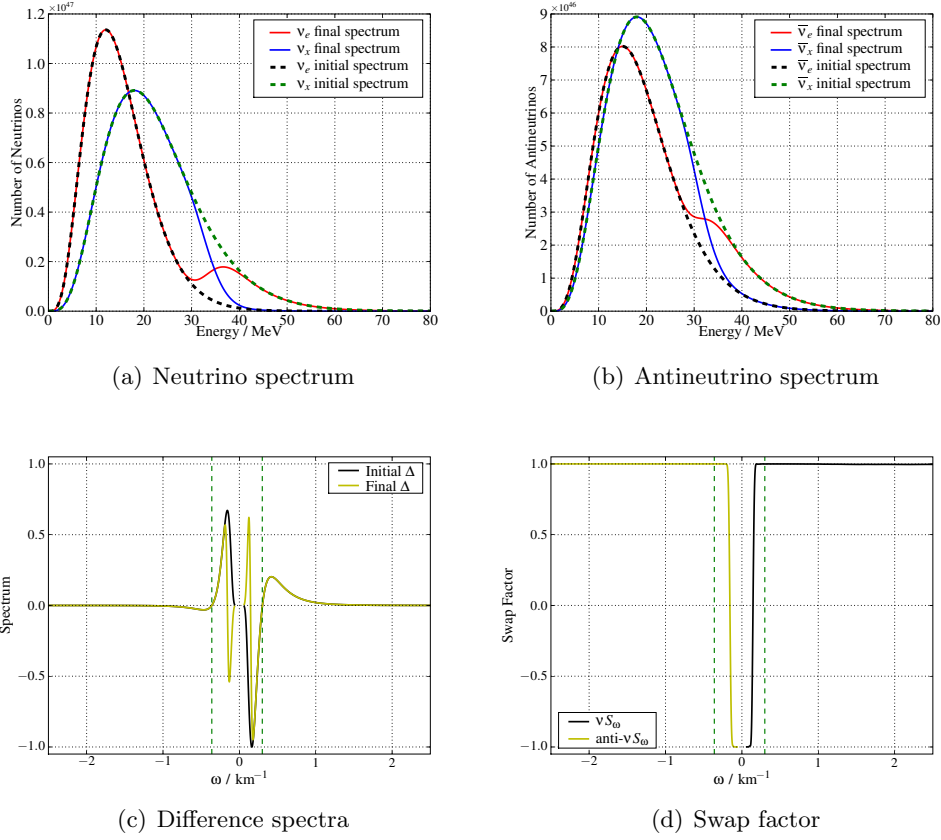 ×10⁴⁷
1.2
1.0
0.8
0.6
0.4
0.2
0.0
Number of Neutrinos
0 10 20 30 40 50 60 70 80
Energy / MeV
νₑ final spectrum
νₓ final spectrum
νₑ initial spectrum
νₓ initial spectrum
(a) Neutrino spectrum
×10⁴⁶
9
8
7
6
5
4
3
2
1
0
Number of Antineutrinos
0 10 20 30 40 50 60 70 80
Energy / MeV
ν̅ₑ final spectrum
ν̅ₓ final spectrum
ν̅ₑ initial spectrum
ν̅ₓ initial spectrum
(b) Antineutrino spectrum
1.0
0.5
0.0
−0.5
−1.0
Spectrum
−2 −1 0 1 2
ω / km⁻¹
Initial Δ
Final Δ
(c) Difference spectra
1.0
0.5
0.0
−0.5
−1.0
Swap Factor
−2 −1 0 1 2
ω / km⁻¹
ν S_ω
anti-ν S_ω
(d) Swap factor